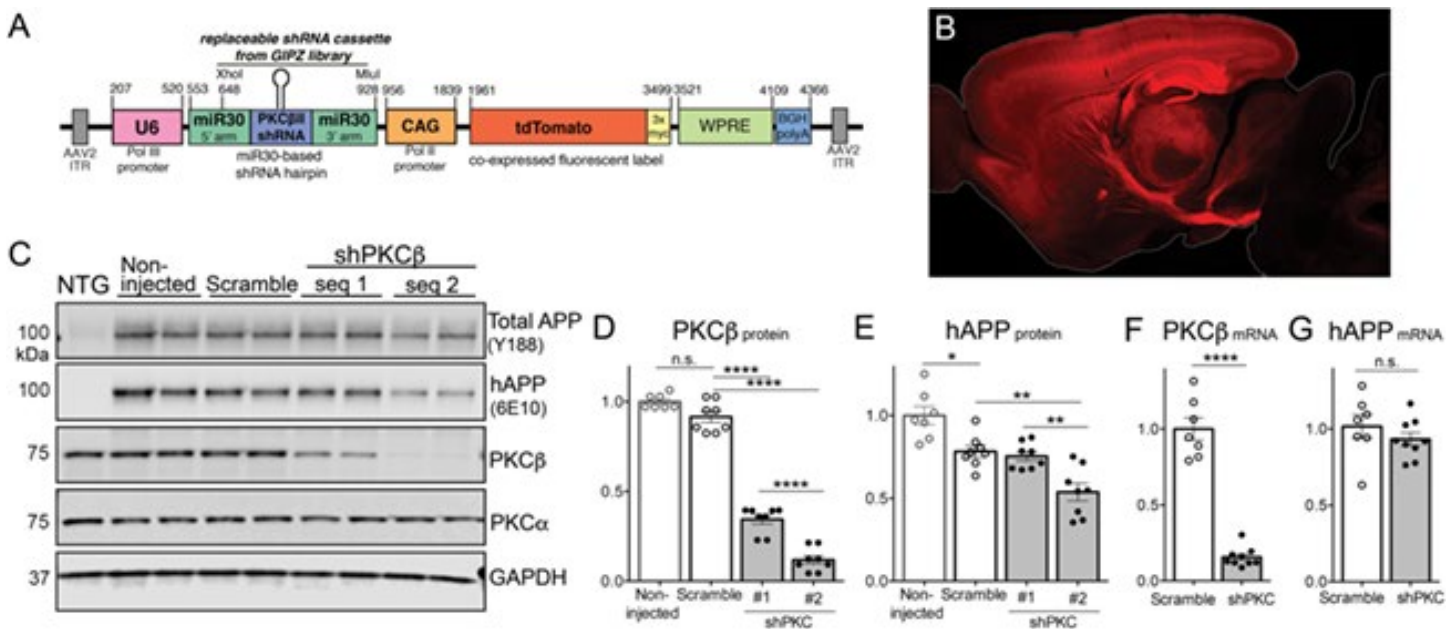 A
replaceable shRNA cassette
from GIPZ library
XhoI MluI
207 520 553 648 928 956 1839 1961 3499 3521 4109 4366
U6 miR30 PKCβII miR30 CAG tdTomato 3x WPRE BGH
5' arm shRNA 3' arm myc polyA
AAV2 ITR
Pol III promoter
miR30-based shRNA hairpin
Pol II promoter
co-expressed fluorescent label
AAV2 ITR
B
C
shPKCβ
NTG Non-injected Scramble seq 1 seq 2
100 kDa Total APP (Y188)
100 hAPP (6E10)
75 PKCβ
75 PKCα
37 GAPDH
D PKCβ protein
n.s. ****
****
****
1.0
0.5
0.0
Non-injected Scramble #1 #2
shPKC
E hAPP protein
* **
**
1.0
0.5
1.0
Non-injected Scramble #1 #2
shPKC
F PKCβ mRNA
****
1.0
0.5
1.0
Scramble shPKC
G hAPP mRNA
n.s.
1.0
0.5
1.0
Scramble shPKC